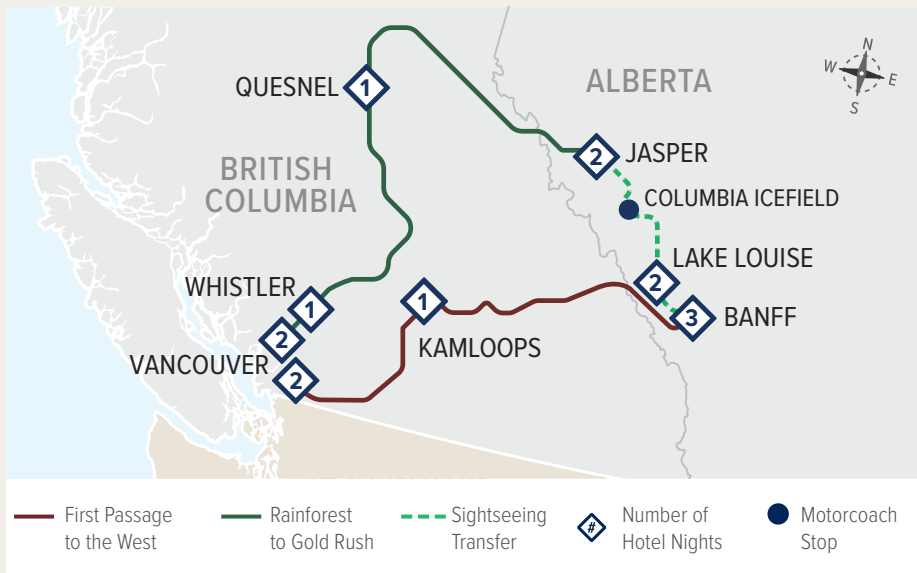 N
W
E
S
ALBERTA
QUESNEL
1
2
JASPER
BRITISH
COLUMBIA
COLUMBIA ICEFIELD
LAKE LOUISE
2
WHISTLER
1
1
3
BANFF
2
KAMLOOPS
VANCOUVER
2
First Passage
to the West
Rainforest
to Gold Rush
Sightseeing
Transfer
#
Number of
Hotel Nights
Motorcoach
Stop